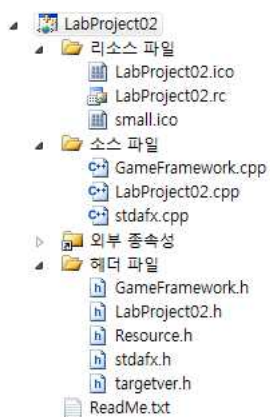 LabProject02
리소스 파일
LabProject02.ico
LabProject02.rc
small.ico
소스 파일
GameFramework.cpp
LabProject02.cpp
stdafx.cpp
외부 종속성
헤더 파일
GameFramework.h
LabProject02.h
Resource.h
stdafx.h
targetver.h
ReadMe.txt